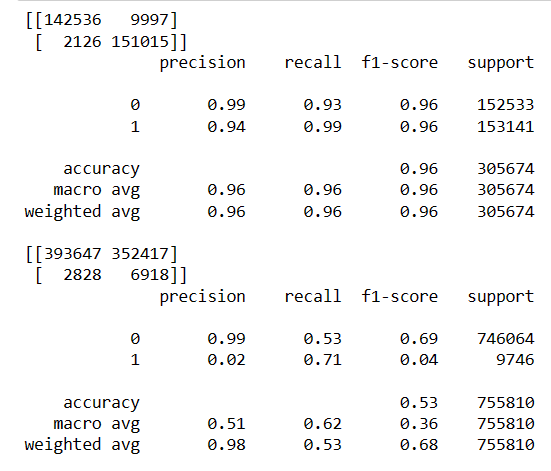 [[142536   9997]
 [  2126 151015]]
              precision    recall  f1-score   support

           0       0.99      0.93      0.96    152533
           1       0.94      0.99      0.96    153141

    accuracy                           0.96    305674
   macro avg       0.96      0.96      0.96    305674
weighted avg       0.96      0.96      0.96    305674

[[393647 352417]
 [  2828   6918]]
              precision    recall  f1-score   support

           0       0.99      0.53      0.69    746064
           1       0.02      0.71      0.04      9746

    accuracy                           0.53    755810
   macro avg       0.51      0.62      0.36    755810
weighted avg       0.98      0.53      0.68    755810